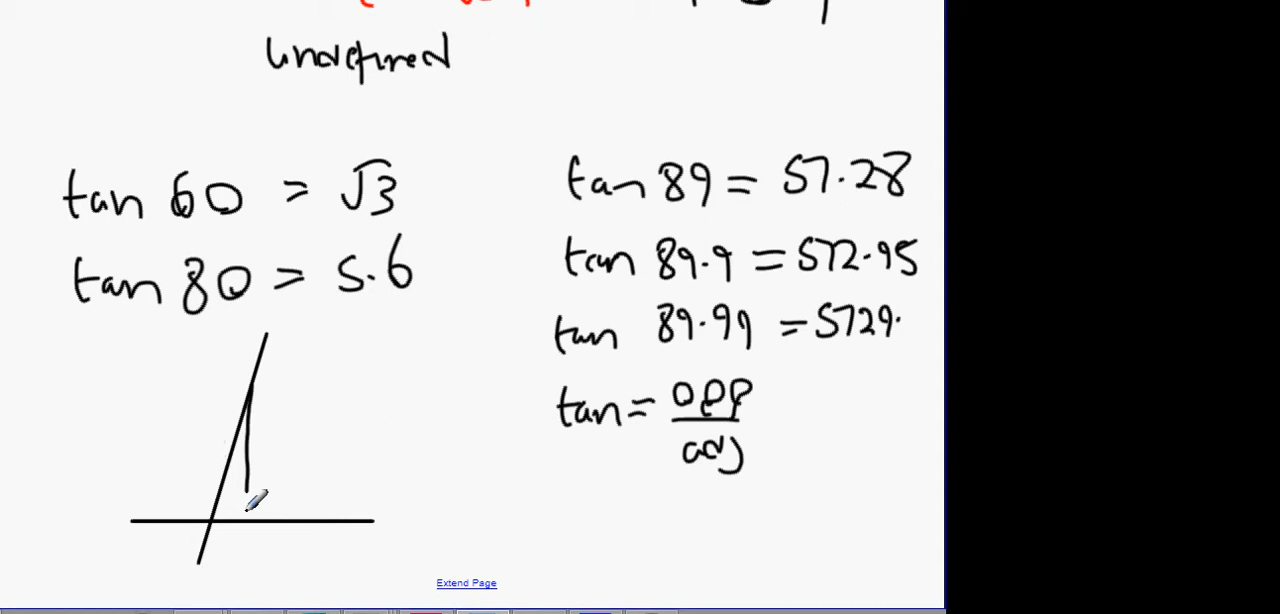 undefined
tan 60 = √3
tan 80 = 5.6
tan 89 = 57.28
tan 89.9 = 572.95
tan 89.99 = 5729.
tan = opp
adj
Extend Page